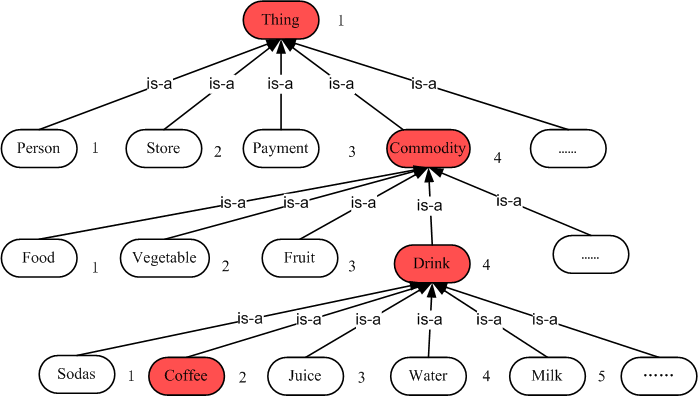 Thing 1
is-a is-a is-a is-a is-a
Person 1 Store 2 Payment 3 Commodity 4 ......
is-a is-a is-a is-a is-a
Food 1 Vegetable 2 Fruit 3 Drink 4 ......
is-a is-a is-a is-a is-a is-a
Sodas 1 Coffee 2 Juice 3 Water 4 Milk 5 ......